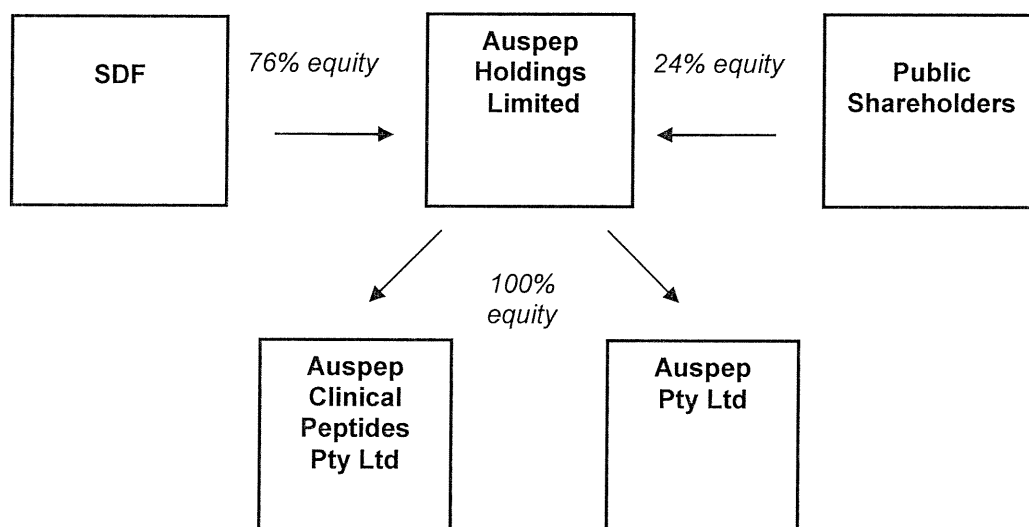 SDF
76% equity
Auspep
Holdings
Limited
24% equity
Public
Shareholders
100%
equity
Auspep
Clinical
Peptides
Pty Ltd
Auspep
Pty Ltd